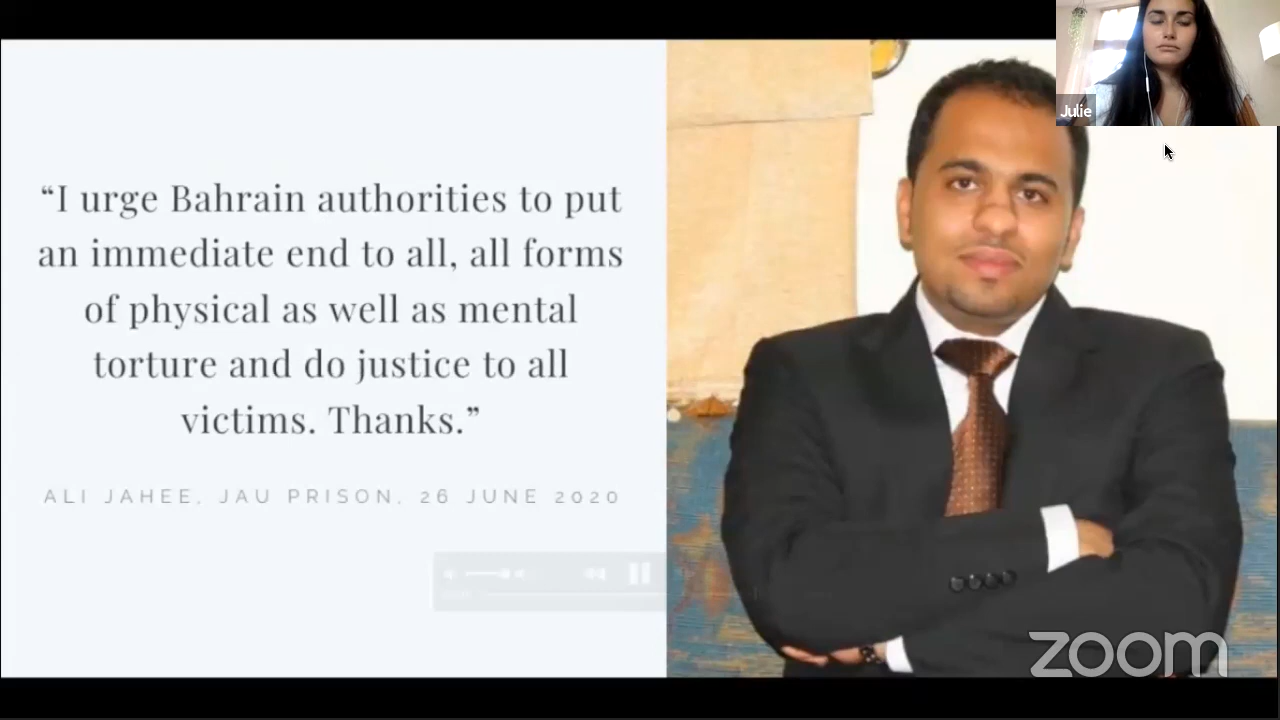 “I urge Bahrain authorities to put
an immediate end to all, all forms
of physical as well as mental
torture and do justice to all
victims. Thanks.”
ALI JAHEE, JAU PRISON, 26 JUNE 2020
Julie
zoom